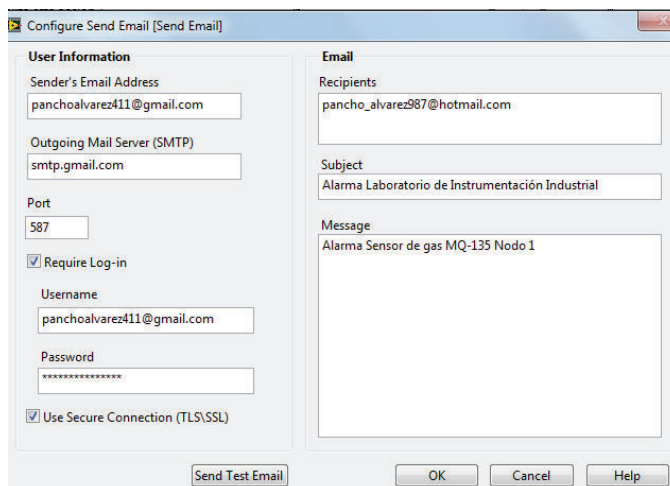 Configure Send Email [Send Email]
User Information
Sender's Email Address
panchoalvarez411@gmail.com
Outgoing Mail Server (SMTP)
smtp.gmail.com
Port
587
Require Log-in
Username
panchoalvarez411@gmail.com
Password
***************
Use Secure Connection (TLS\SSL)
Email
Recipients
pancho_alvarez987@hotmail.com
Subject
Alarma Laboratorio de Instrumentación Industrial
Message
Alarma Sensor de gas MQ-135 Nodo 1
Send Test Email
OK
Cancel
Help